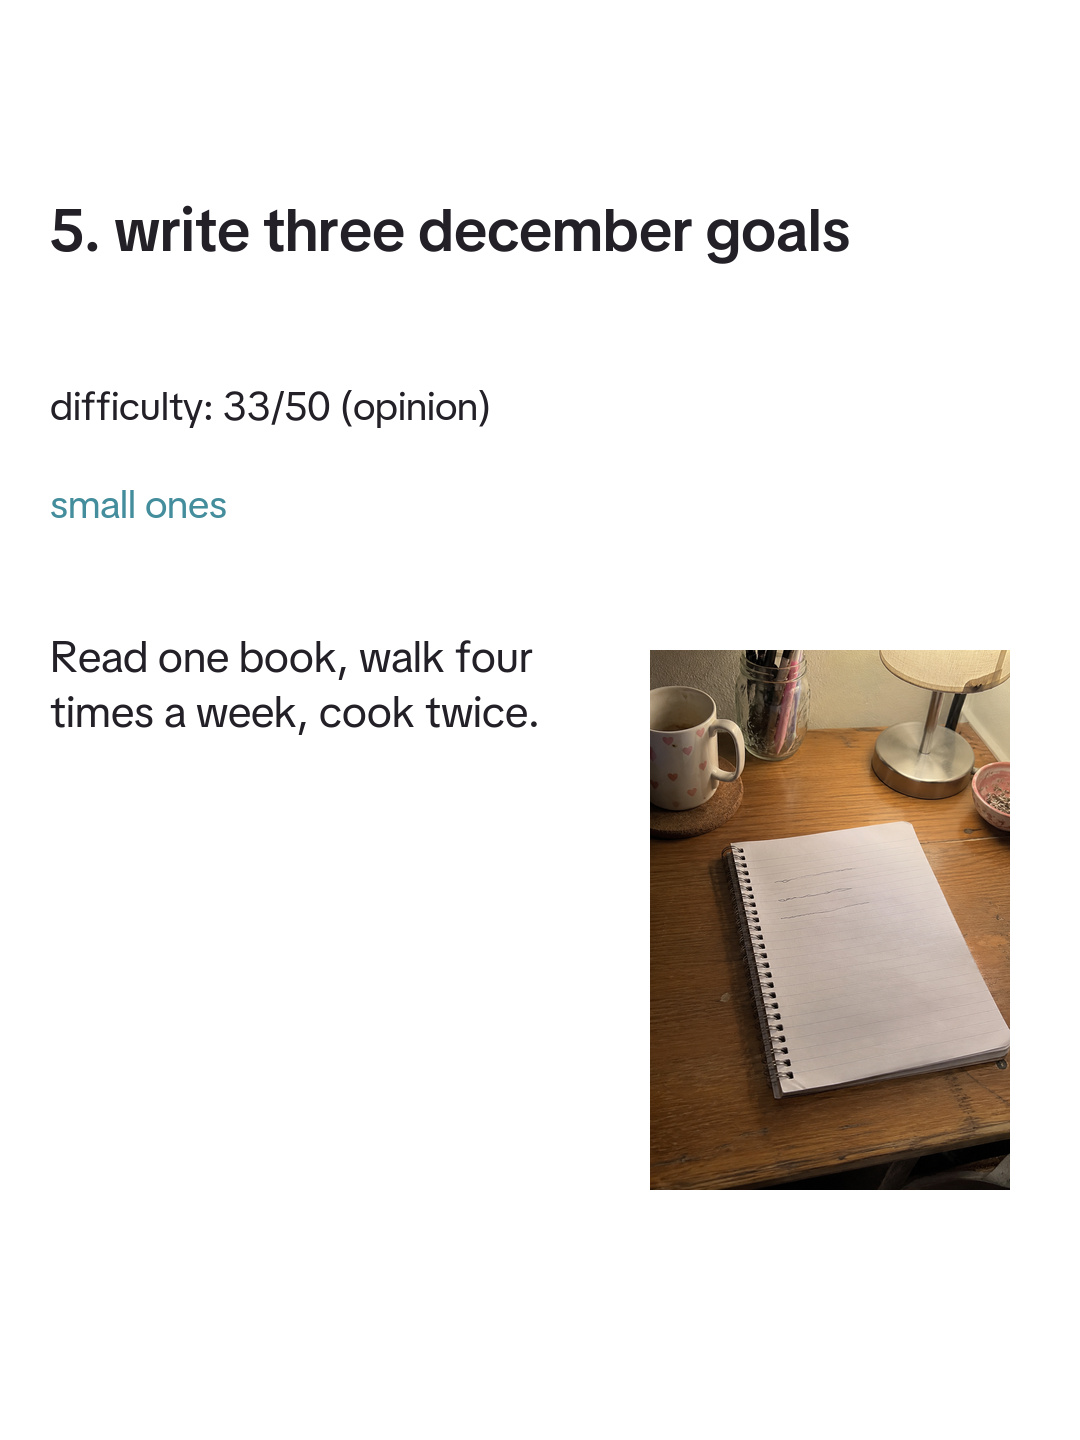 5. write three december goals
difficulty: 33/50 (opinion)
small ones
Read one book, walk four
times a week, cook twice.